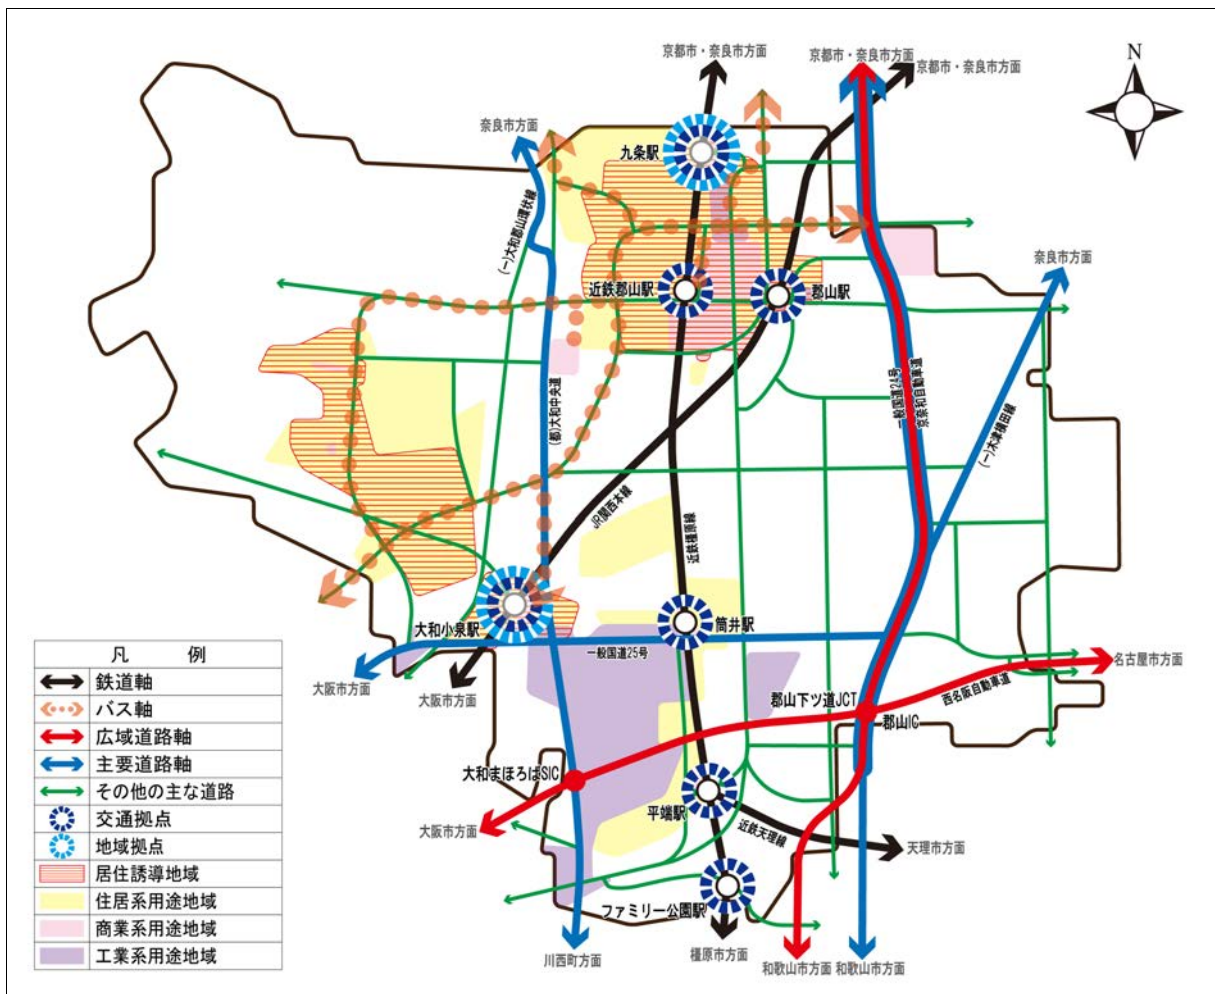 京都市・奈良市方面
京都市・奈良市方面
京都市・奈良市方面
N
奈良市方面
九条駅
(一)大和郡山環状線
奈良市方面
近鉄郡山駅
郡山駅
(都)大和中央道
一般国道24号
京奈和自動車道
(一)木津横田線
JR関西本線
近鉄橿原線
大和小泉駅
筒井駅
一般国道25号
大阪市方面
大阪市方面
名古屋市方面
西名阪自動車道
郡山下ツ道JCT
郡山IC
大和まほろばSIC
大阪市方面
平端駅
近鉄天理線
天理市方面
ファミリー公園駅
川西町方面
橿原市方面
和歌山市方面
和歌山市方面
凡 例
鉄道軸
バス軸
広域道路軸
主要道路軸
その他の主な道路
交通拠点
地域拠点
居住誘導地域
住居系用途地域
商業系用途地域
工業系用途地域